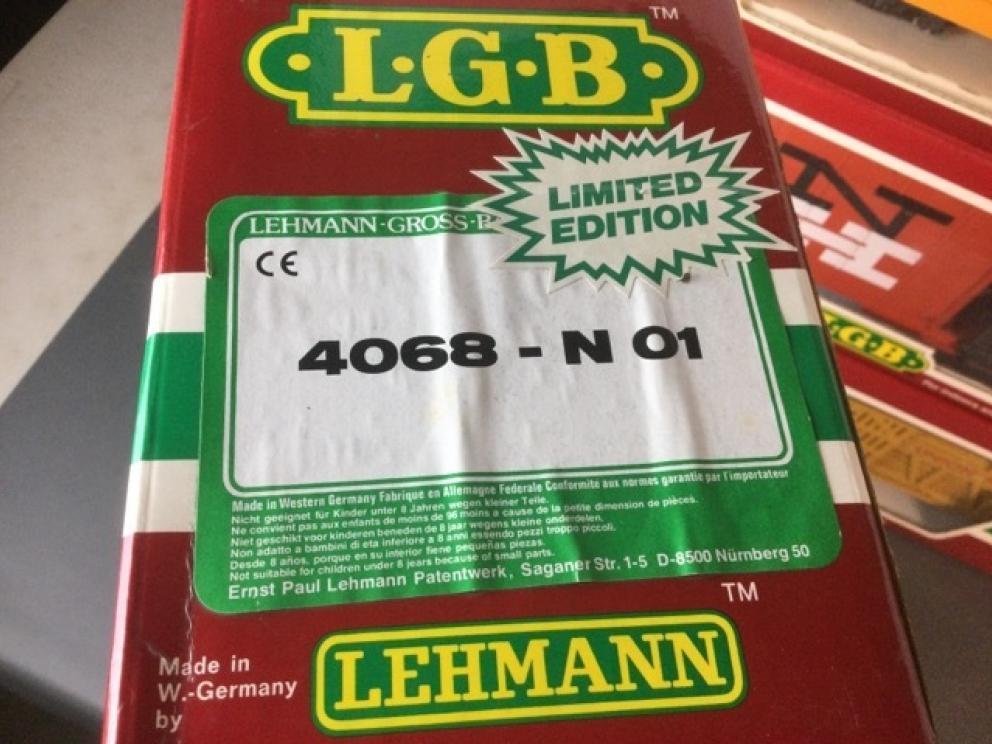 L·G·B
TM
LIMITED
EDITION
LEHMANN-GROSS-
CE
4068 - N 01
Made in Western Germany Fabrique en Allemagne Federale Conformite aux normes garantie par l'importateur
Nicht geeignet für Kinder unter 8 Jahren wegen kleiner Teile.
Ne convient pas aux enfants de moins de 96 moins a cause de la petite dimension de pièces.
Niet geschikt voor kinderen beneden de 8 jaar wegens kleine onderdelen.
Non adatto a bambini di eta inferiore a 8 anni essendo pezzi troppo piccoli.
Desde 8 años, porque en su interior fiene pequeñas piezas.
Not suitable for children under 8 jears because of small parts.
Ernst Paul Lehmann Patentwerk, Saganer Str. 1-5 D-8500 Nürnberg 50
TM
Made in
W.-Germany
by
LEHMANN
L·G·B